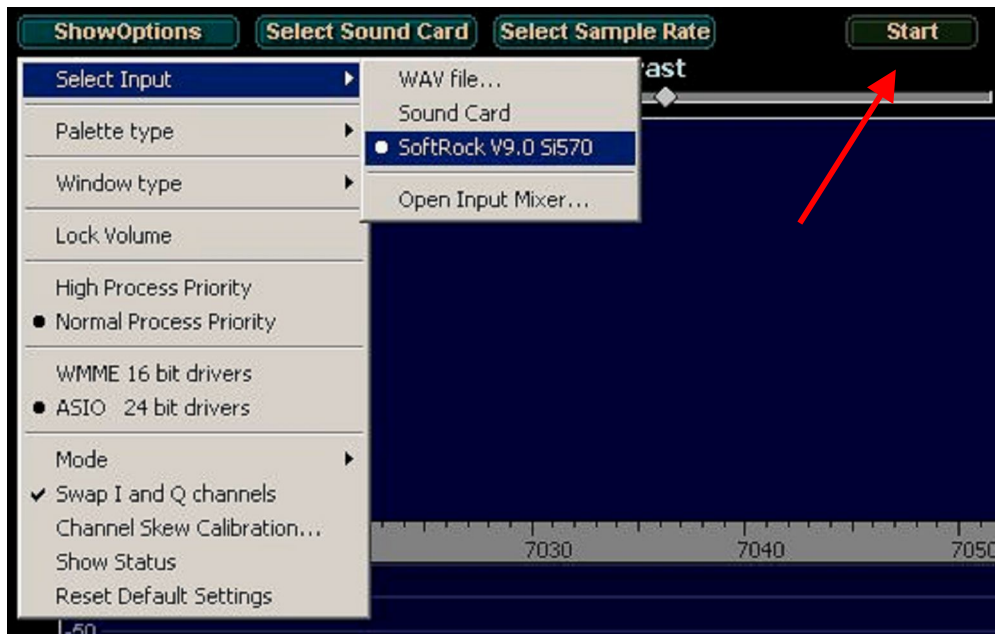 ShowOptions Select Sound Card Select Sample Rate Start
ast
Select Input
Palette type
Window type
Lock Volume
High Process Priority
Normal Process Priority
WMME 16 bit drivers
ASIO 24 bit drivers
Mode
Swap I and Q channels
Channel Skew Calibration...
Show Status
Reset Default Settings
WAV file...
Sound Card
SoftRock V9.0 Si570
Open Input Mixer...
7030 7040 7050
-50